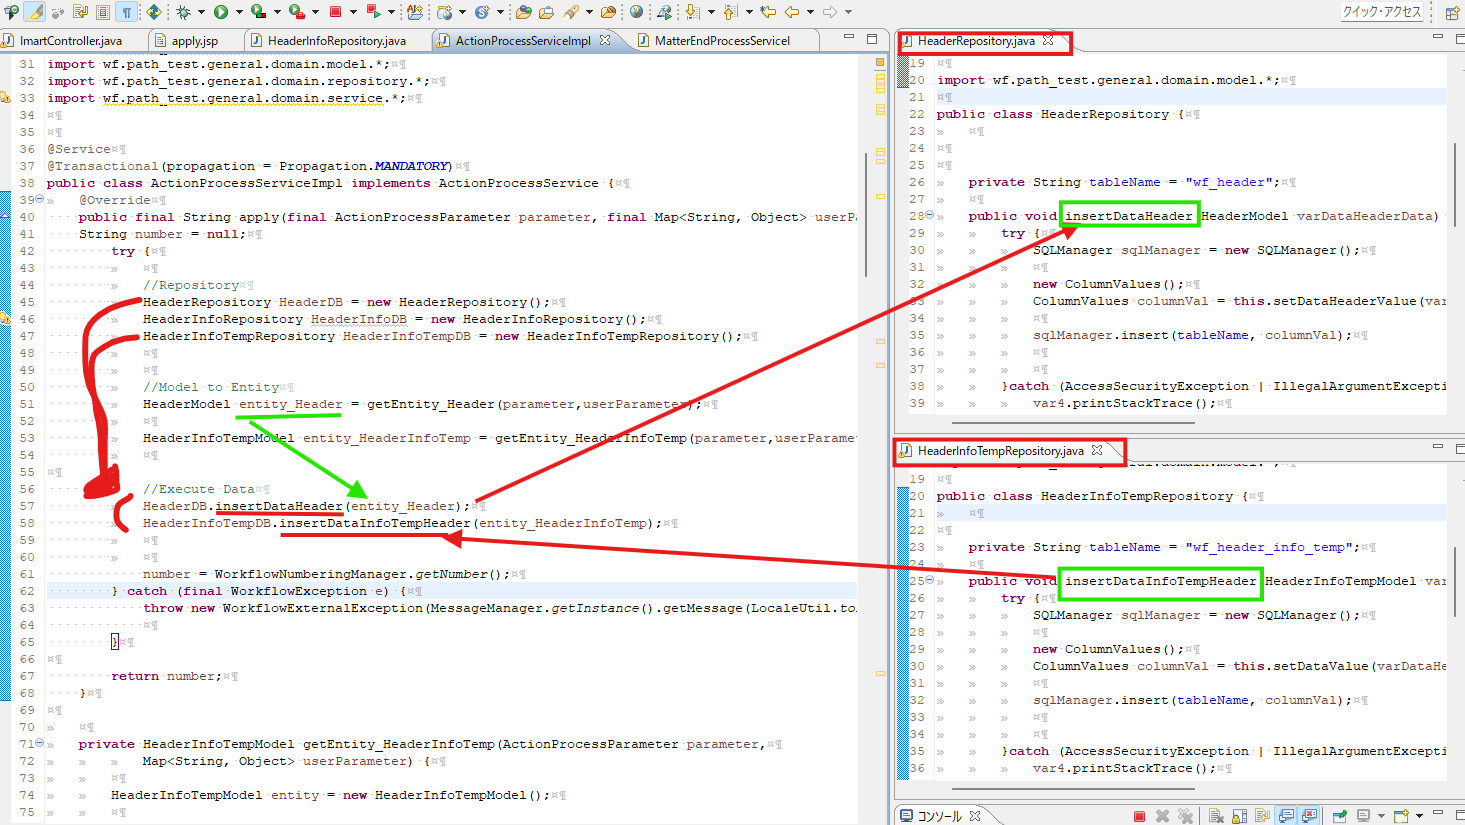 クイック・アクセス
ImartController.java
apply.jsp
HeaderInfoRepository.java
ActionProcessServiceImpl
MatterEndProcessServiceI
31 import wf.path_test.general.domain.model.*;
32 import wf.path_test.general.domain.repository.*;
33 import wf.path_test.general.domain.service.*;
34
35
36 @Service
37 @Transactional(propagation = Propagation.MANDATORY)
38 public class ActionProcessServiceImpl implements ActionProcessService {
39 @Override
40 public final String apply(final ActionProcessParameter parameter, final Map<String, Object> userPa
41 String number = null;
42 try {
43
44 //Repository
45 HeaderRepository HeaderDB = new HeaderRepository();
46 HeaderInfoRepository HeaderInfoDB = new HeaderInfoRepository();
47 HeaderInfoTempRepository HeaderInfoTempDB = new HeaderInfoTempRepository();
48
49
50 //Model to Entity
51 HeaderModel entity_Header = getEntity_Header(parameter,userParameter);
52
53 HeaderInfoTempModel entity_HeaderInfoTemp = getEntity_HeaderInfoTemp(parameter,userParamete
54
55
56 //Execute Data
57 HeaderDB.insertDataHeader(entity_Header);
58 HeaderInfoTempDB.insertDataInfoTempHeader(entity_HeaderInfoTemp);
59
60
61 number = WorkflowNumberingManager.getNumber();
62 } catch (final WorkflowException e) {
63 throw new WorkflowExternalException(MessageManager.getInstance().getMessage(LocaleUtil.to
64
65 }
66
67 return number;
68 }
69
70
71 private HeaderInfoTempModel getEntity_HeaderInfoTemp(ActionProcessParameter parameter,
72 Map<String, Object> userParameter) {
73
74 HeaderInfoTempModel entity = new HeaderInfoTempModel();
75
HeaderRepository.java
19
20 import wf.path_test.general.domain.model.*;
21
22 public class HeaderRepository {
23
24
25
26 private String tableName = "wf_header";
27
28 public void insertDataHeader HeaderModel varDataHeaderData)
29 try {
30 SQLManager sqlManager = new SQLManager();
31
32 new ColumnValues();
33 ColumnValues columnVal = this.setDataHeaderValue(var
34
35 sqlManager.insert(tableName, columnVal);
36
37
38 }catch (AccessSecurityException | IllegalArgumentExcepti
39 var4.printStackTrace();
HeaderInfoTempRepository.java
19
20 public class HeaderInfoTempRepository {
21
22
23 private String tableName = "wf_header_info_temp";
24
25 public void insertDataInfoTempHeader HeaderInfoTempModel va
26 try {
27 SQLManager sqlManager = new SQLManager();
28
29 new ColumnValues();
30 ColumnValues columnVal = this.setDataValue(varDataHe
31
32 sqlManager.insert(tableName, columnVal);
33
34
35 }catch (AccessSecurityException | IllegalArgumentExcepti
36 var4.printStackTrace();
コンソール